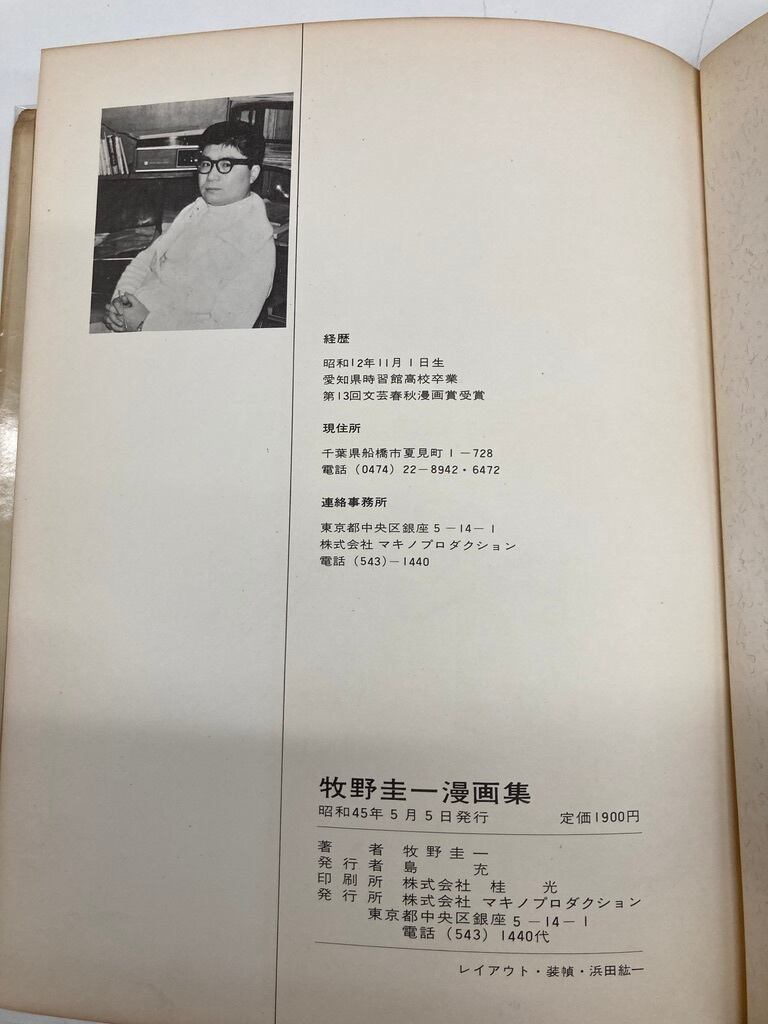 経歴
昭和12年11月1日生
愛知県時習館高校卒業
第13回文芸春秋漫画賞受賞
現住所
千葉県船橋市夏見町1-728
電話(0474)22-8942・6472
連絡事務所
東京都中央区銀座5-14-1
株式会社 マキノプロダクション
電話(543)-1440
牧野圭一漫画集
昭和45年5月5日発行 定価1900円
著者 牧野圭一
発行者 島充
印刷所 株式会社 桂光
発行所 株式会社 マキノプロダクション
東京都中央区銀座5-14-1
電話(543)1440代
レイアウト・装幀・浜田紘一